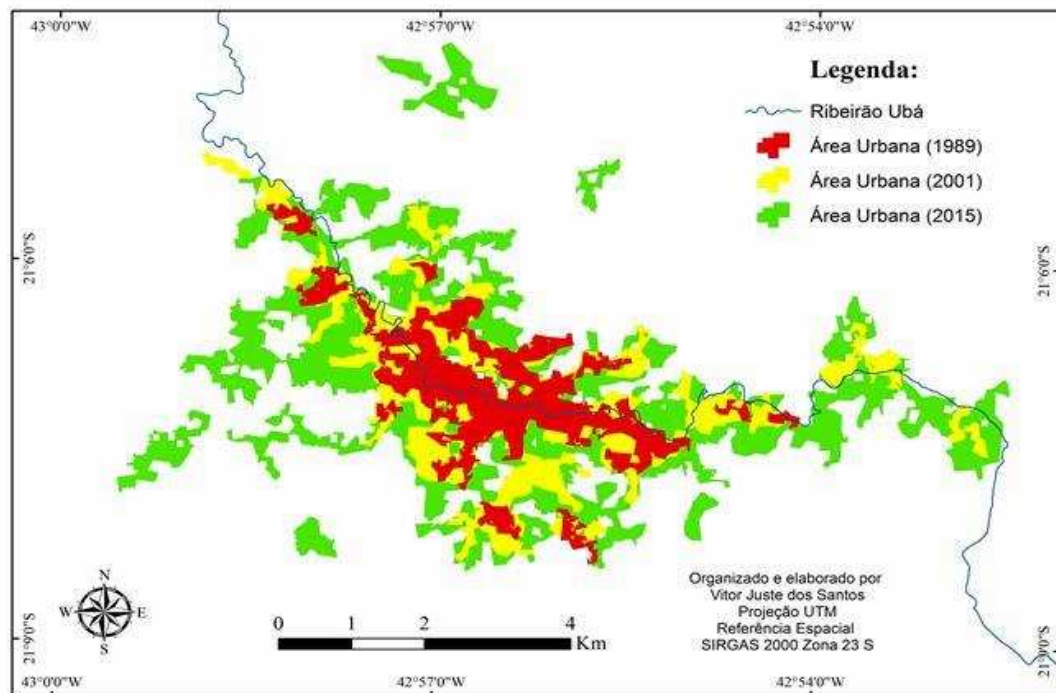 43°0'0"W
42°57'0"W
42°54'0"W
Legenda:
Ribeirão Ubá
Área Urbana (1989)
Área Urbana (2001)
Área Urbana (2015)
21°6'0"S
21°6'0"S
N
W
E
S
0
1
2
4
Km
Organizado e elaborado por
Vitor Juste dos Santos
Projeção UTM
Referência Espacial
SIRGAS 2000 Zona 23 S
21°9'0"S
21°9'0"S
43°0'0"W
42°57'0"W
42°54'0"W